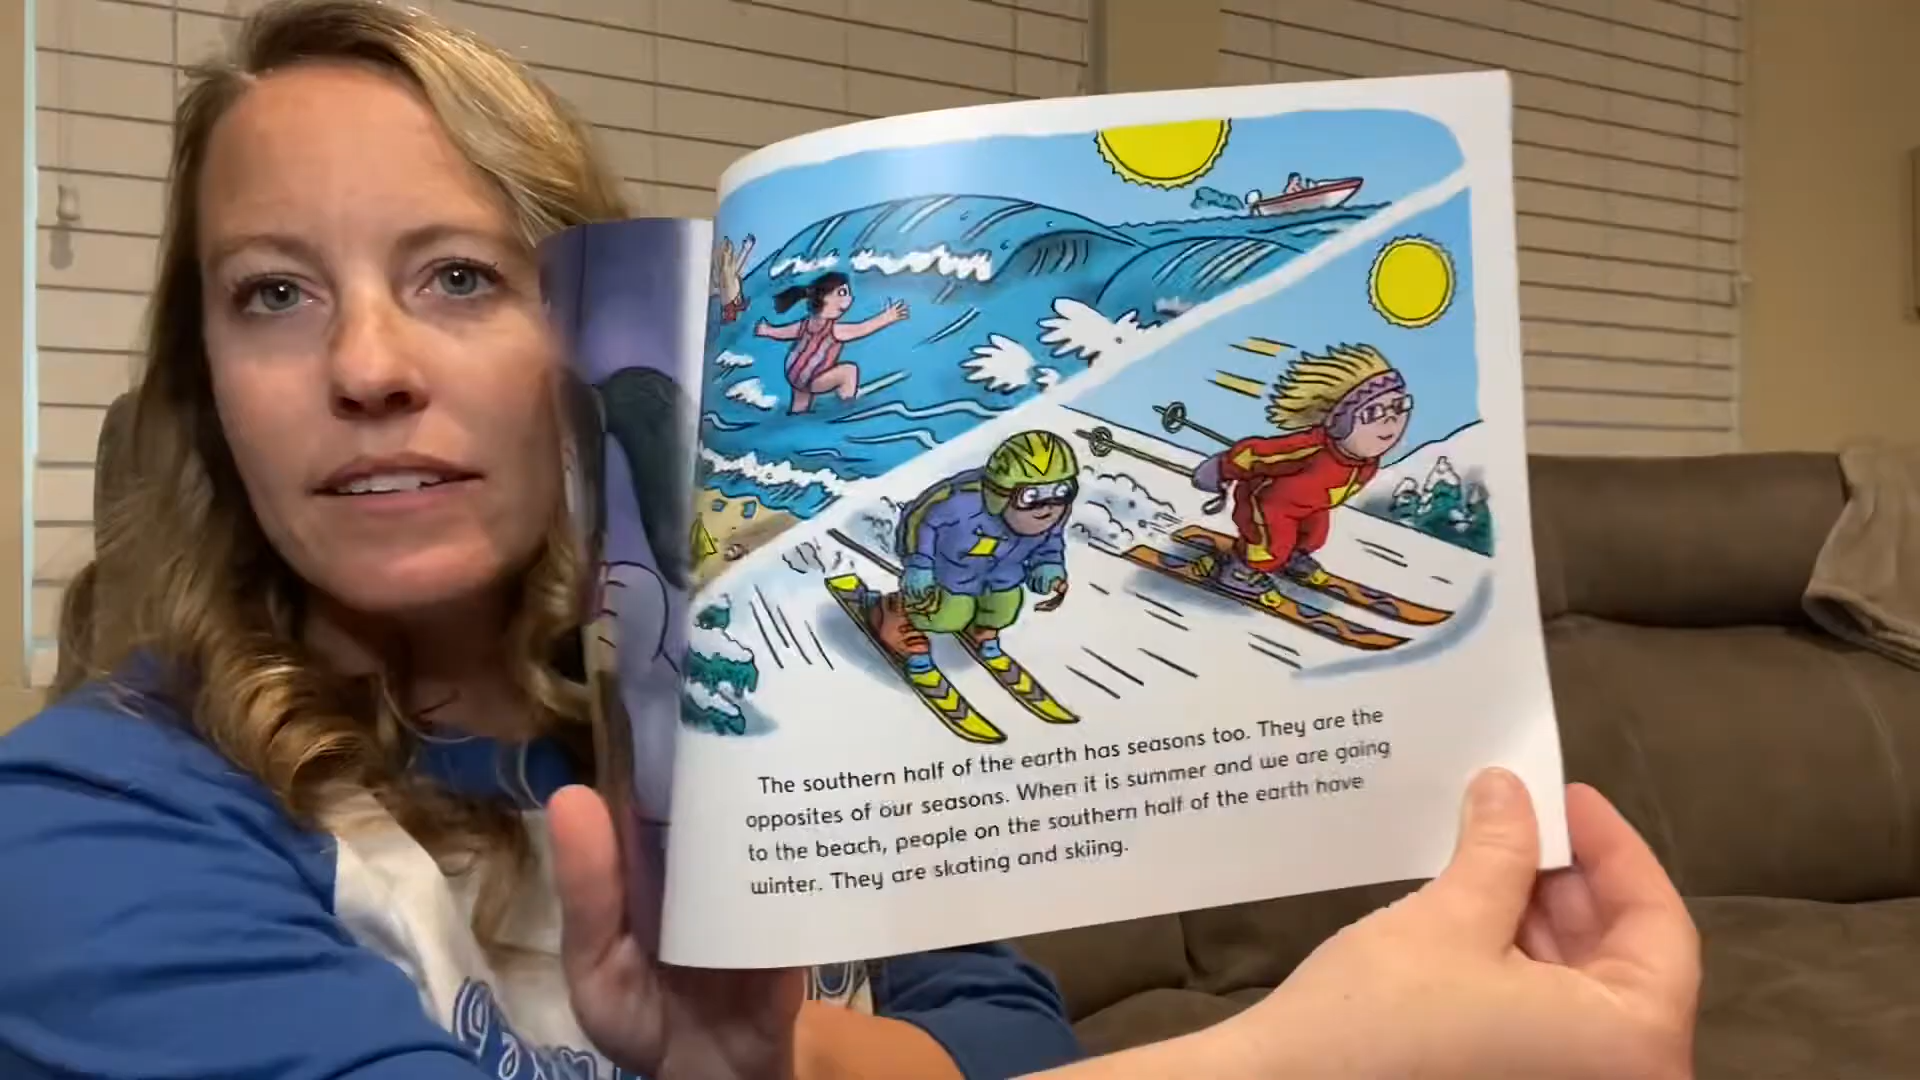 The southern half of the earth has seasons too. They are the
opposites of our seasons. When it is summer and we are going
to the beach, people on the southern half of the earth have
winter. They are skating and skiing.